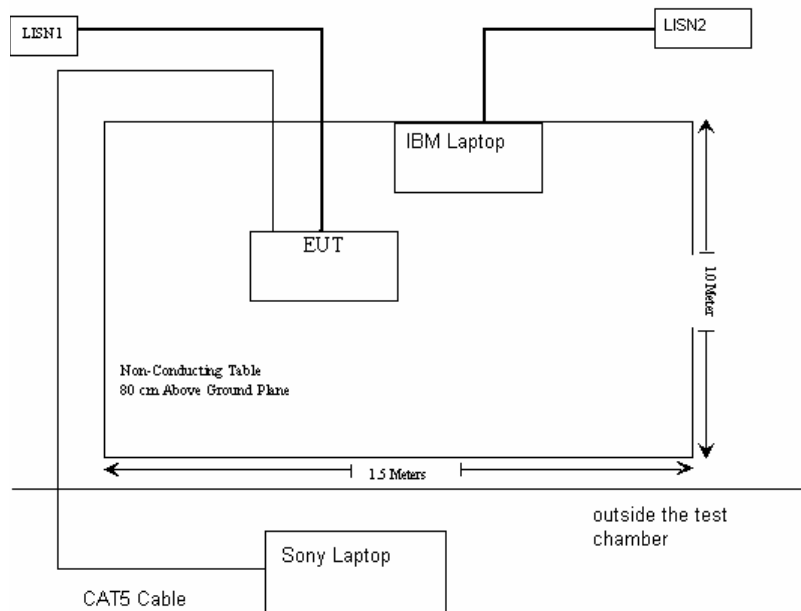 LISN1
LISN2
IBM Laptop
EUT
1.0 Meter
Non-Conducting Table
80 cm Above Ground Plane
1.5 Meters
outside the test
chamber
Sony Laptop
CAT5 Cable